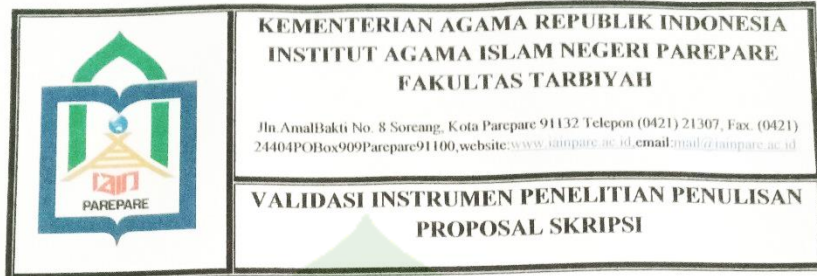 iain
PAREPARE
KEMENTERIAN AGAMA REPUBLIK INDONESIA
INSTITUT AGAMA ISLAM NEGERI PAREPARE
FAKULTAS TARBIYAH
Jln.AmalBakti No. 8 Soreang, Kota Parepare 91132 Telepon (0421) 21307, Fax. (0421)
24404POBox909Parepare91100,website:www.iainpare.ac.id,email:mail@iainpare.ac.id
VALIDASI INSTRUMEN PENELITIAN PENULISAN
PROPOSAL SKRIPSI